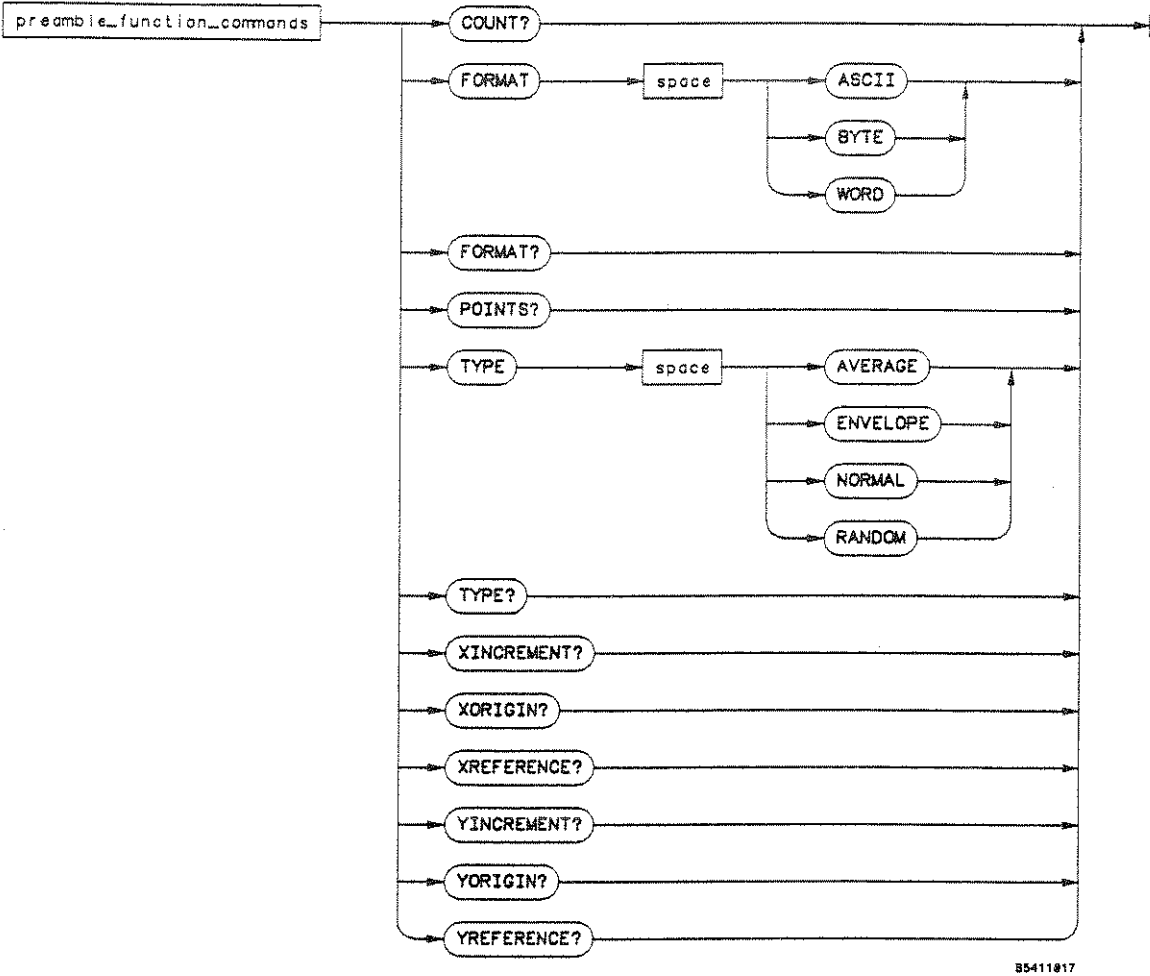 preamble_function_commands
COUNT?
FORMAT space ASCII
BYTE
WORD
FORMAT?
POINTS?
TYPE space AVERAGE
ENVELOPE
NORMAL
RANDOM
TYPE?
XINCREMENT?
XORIGIN?
XREFERENCE?
YINCREMENT?
YORIGIN?
YREFERENCE?